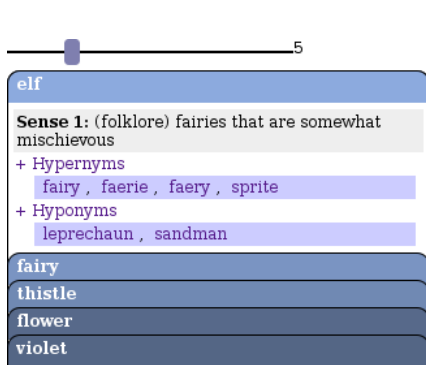 5
elf
Sense 1: (folklore) fairies that are somewhat
mischievous
+ Hypernyms
fairy , faerie , faery , sprite
+ Hyponyms
leprechaun , sandman
fairy
thistle
flower
violet